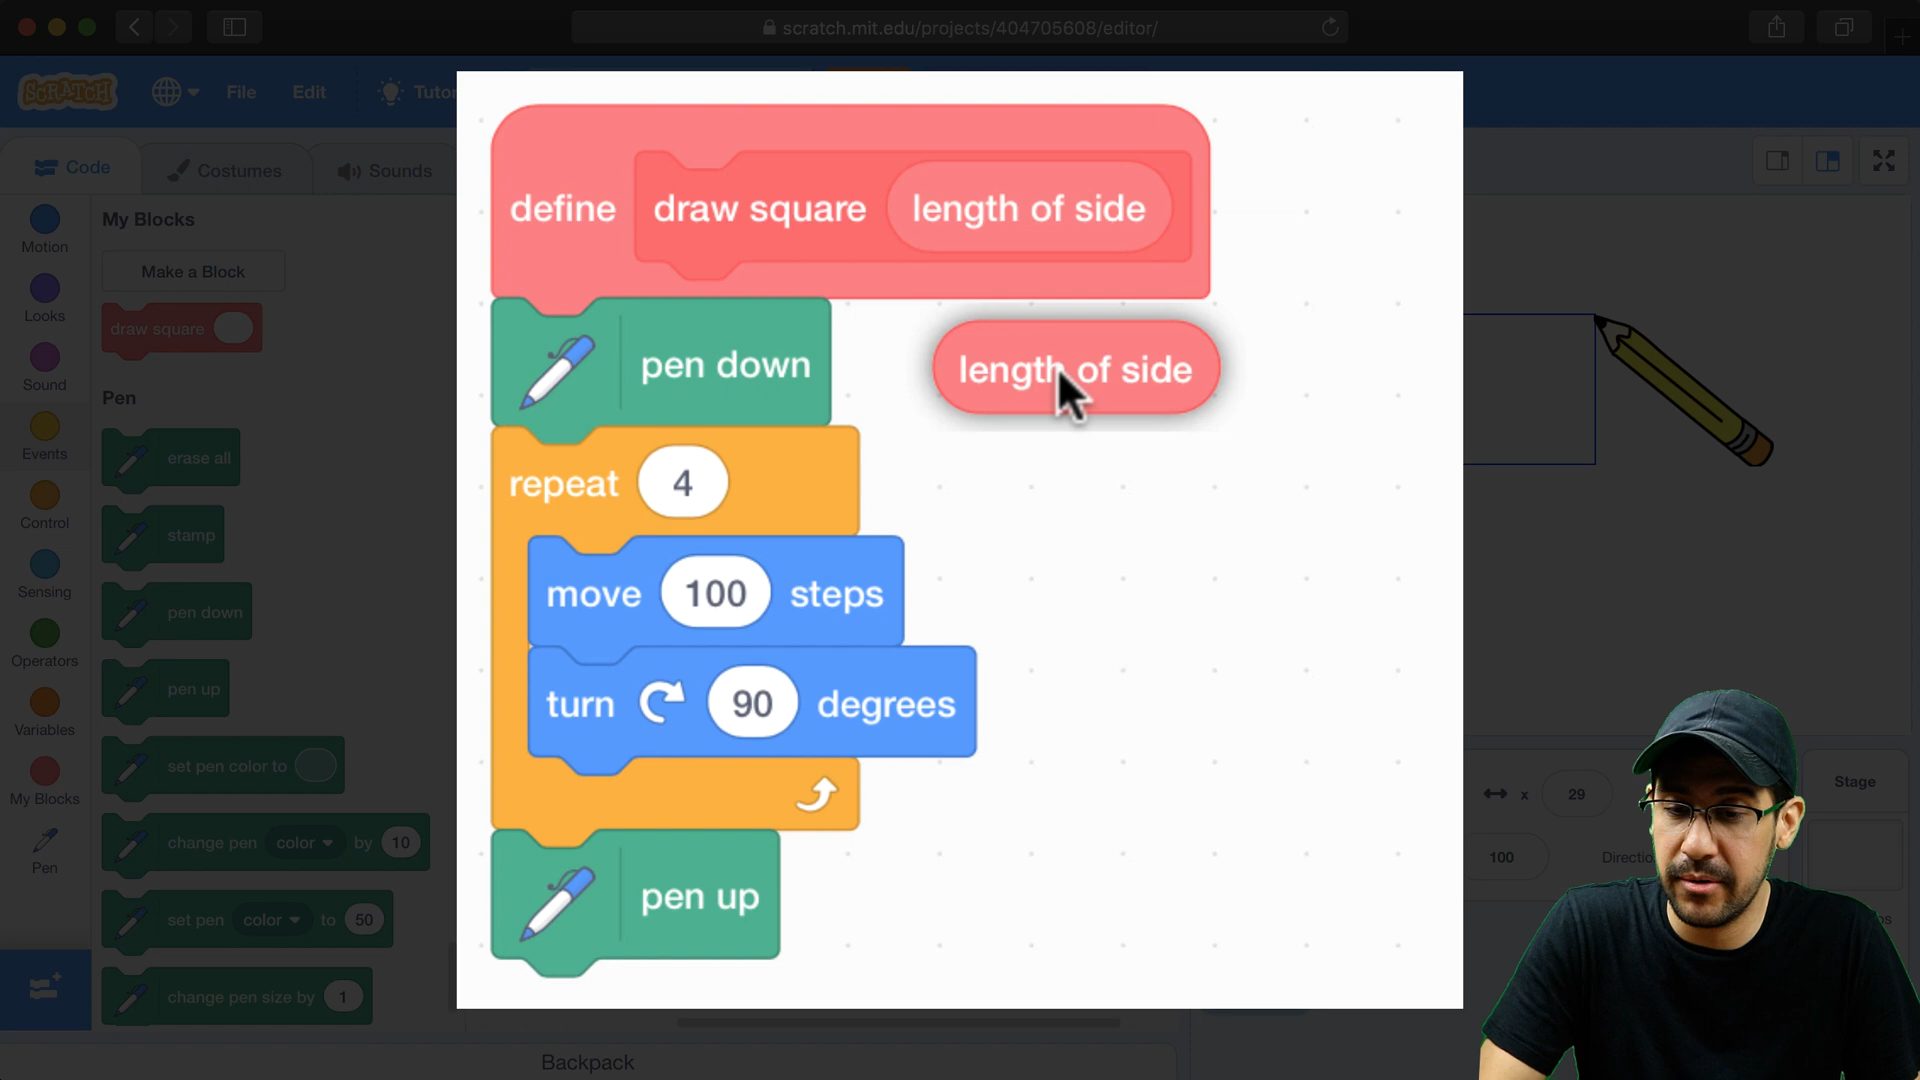 scratch.mit.edu/projects/404705608/editor/
SCRATCH
File
Edit
Code
Costumes
Sounds
Motion
Looks
Sound
Events
Control
Sensing
Operators
Variables
My Blocks
Pen
My Blocks
Make a Block
draw square
Pen
erase all
stamp
pen down
pen up
set pen color to
change pen color by 10
set pen color to 50
change pen size by 1
define draw square length of side
pen down
length of side
repeat 4
move 100 steps
turn 90 degrees
pen up
Backpack
x 29
Stage
100